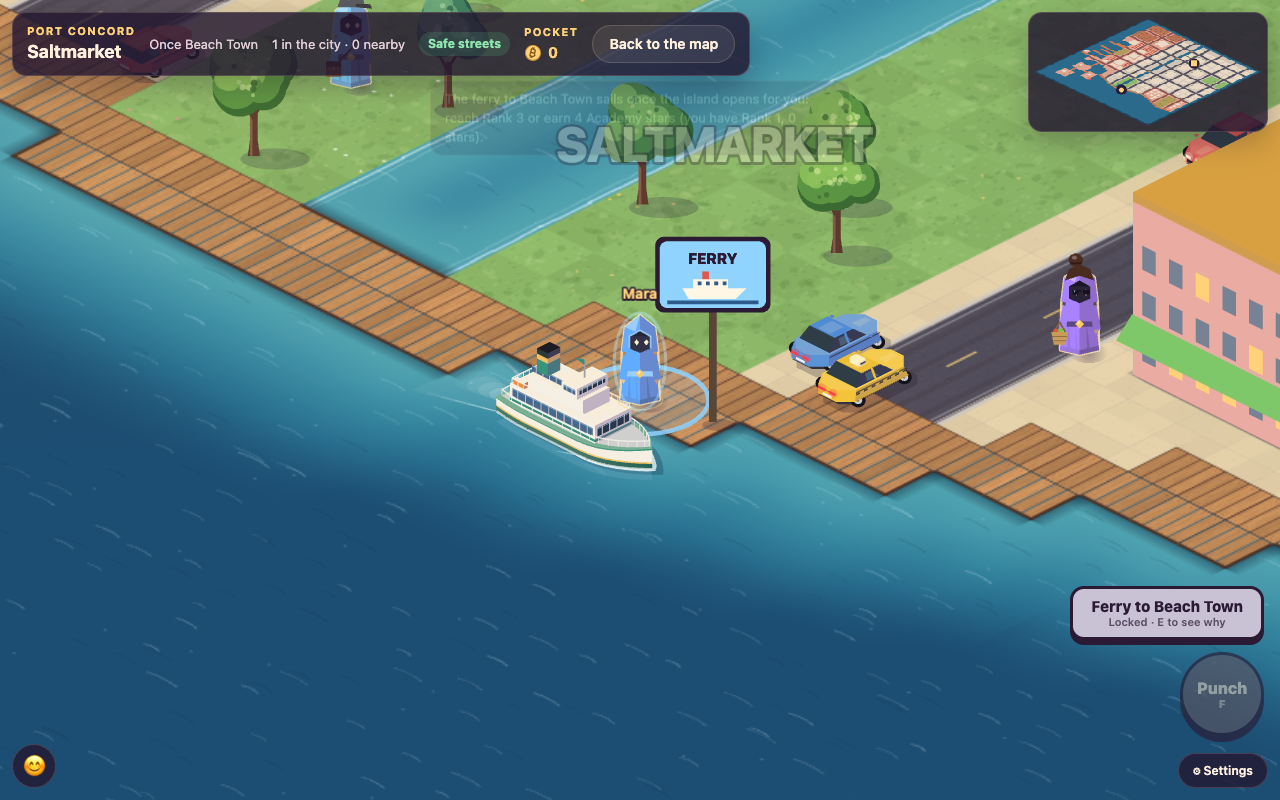 PORT CONCORD
Saltmarket
Once Beach Town
1 in the city · 0 nearby
Safe streets
POCKET
0
Back to the map
The ferry to Beach Town sails once the island opens for you:
reach Rank 3 or earn 4 Academy stars (you have Rank 1, 0
stars).
SALTMARKET
FERRY
Mara
Ferry to Beach Town
Locked · E to see why
Punch
F
Settings